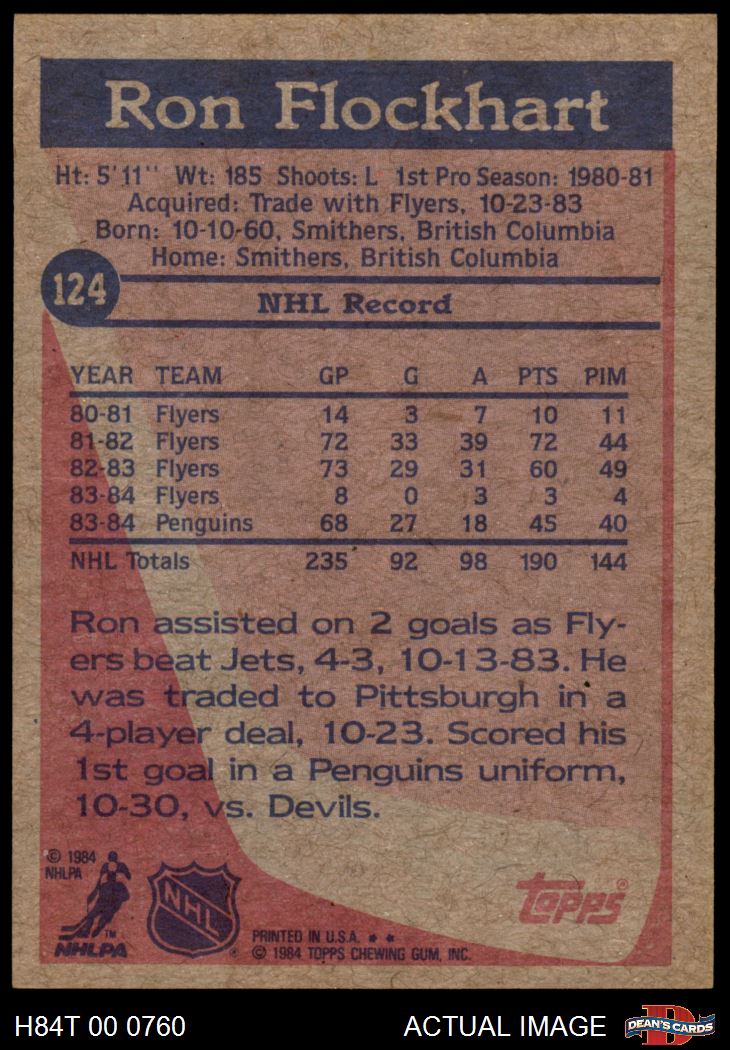 Ron Flockhart
Ht: 5'11'' Wt: 185 Shoots: L 1st Pro Season: 1980-81
Acquired: Trade with Flyers, 10-23-83
Born: 10-10-60, Smithers, British Columbia
Home: Smithers, British Columbia
124
NHL Record
YEAR TEAM GP G A PTS PIM
80-81 Flyers 14 3 7 10 11
81-82 Flyers 72 33 39 72 44
82-83 Flyers 73 29 31 60 49
83-84 Flyers 8 0 3 3 4
83-84 Penguins 68 27 18 45 40
NHL Totals 235 92 98 190 144
Ron assisted on 2 goals as Fly-
ers beat Jets, 4-3, 10-13-83. He
was traded to Pittsburgh in a
4-player deal, 10-23. Scored his
1st goal in a Penguins uniform,
10-30, vs. Devils.
© 1984
NHLPA
NHLPA™
NHL®
PRINTED IN U.S.A. * *
© 1984 TOPPS CHEWING GUM, INC.
topps®
H84T 00 0760
ACTUAL IMAGE
D
DEAN'S CARDS